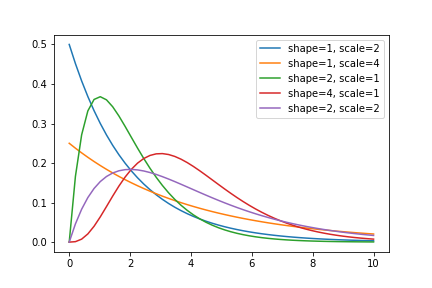 0.5
0.4
0.3
0.2
0.1
0.0
0 2 4 6 8 10
shape=1, scale=2
shape=1, scale=4
shape=2, scale=1
shape=4, scale=1
shape=2, scale=2